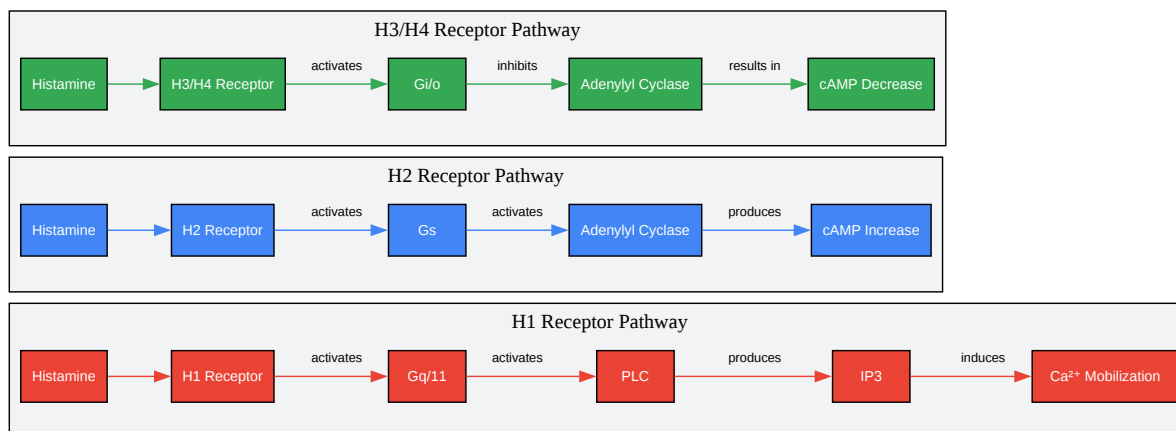 H3/H4 Receptor Pathway
Histamine
H3/H4 Receptor
activates
Gi/o
inhibits
Adenylyl Cyclase
results in
cAMP Decrease
H2 Receptor Pathway
Histamine
H2 Receptor
activates
Gs
activates
Adenylyl Cyclase
produces
cAMP Increase
H1 Receptor Pathway
Histamine
H1 Receptor
activates
Gq/11
activates
PLC
produces
IP3
induces
Ca²⁺ Mobilization